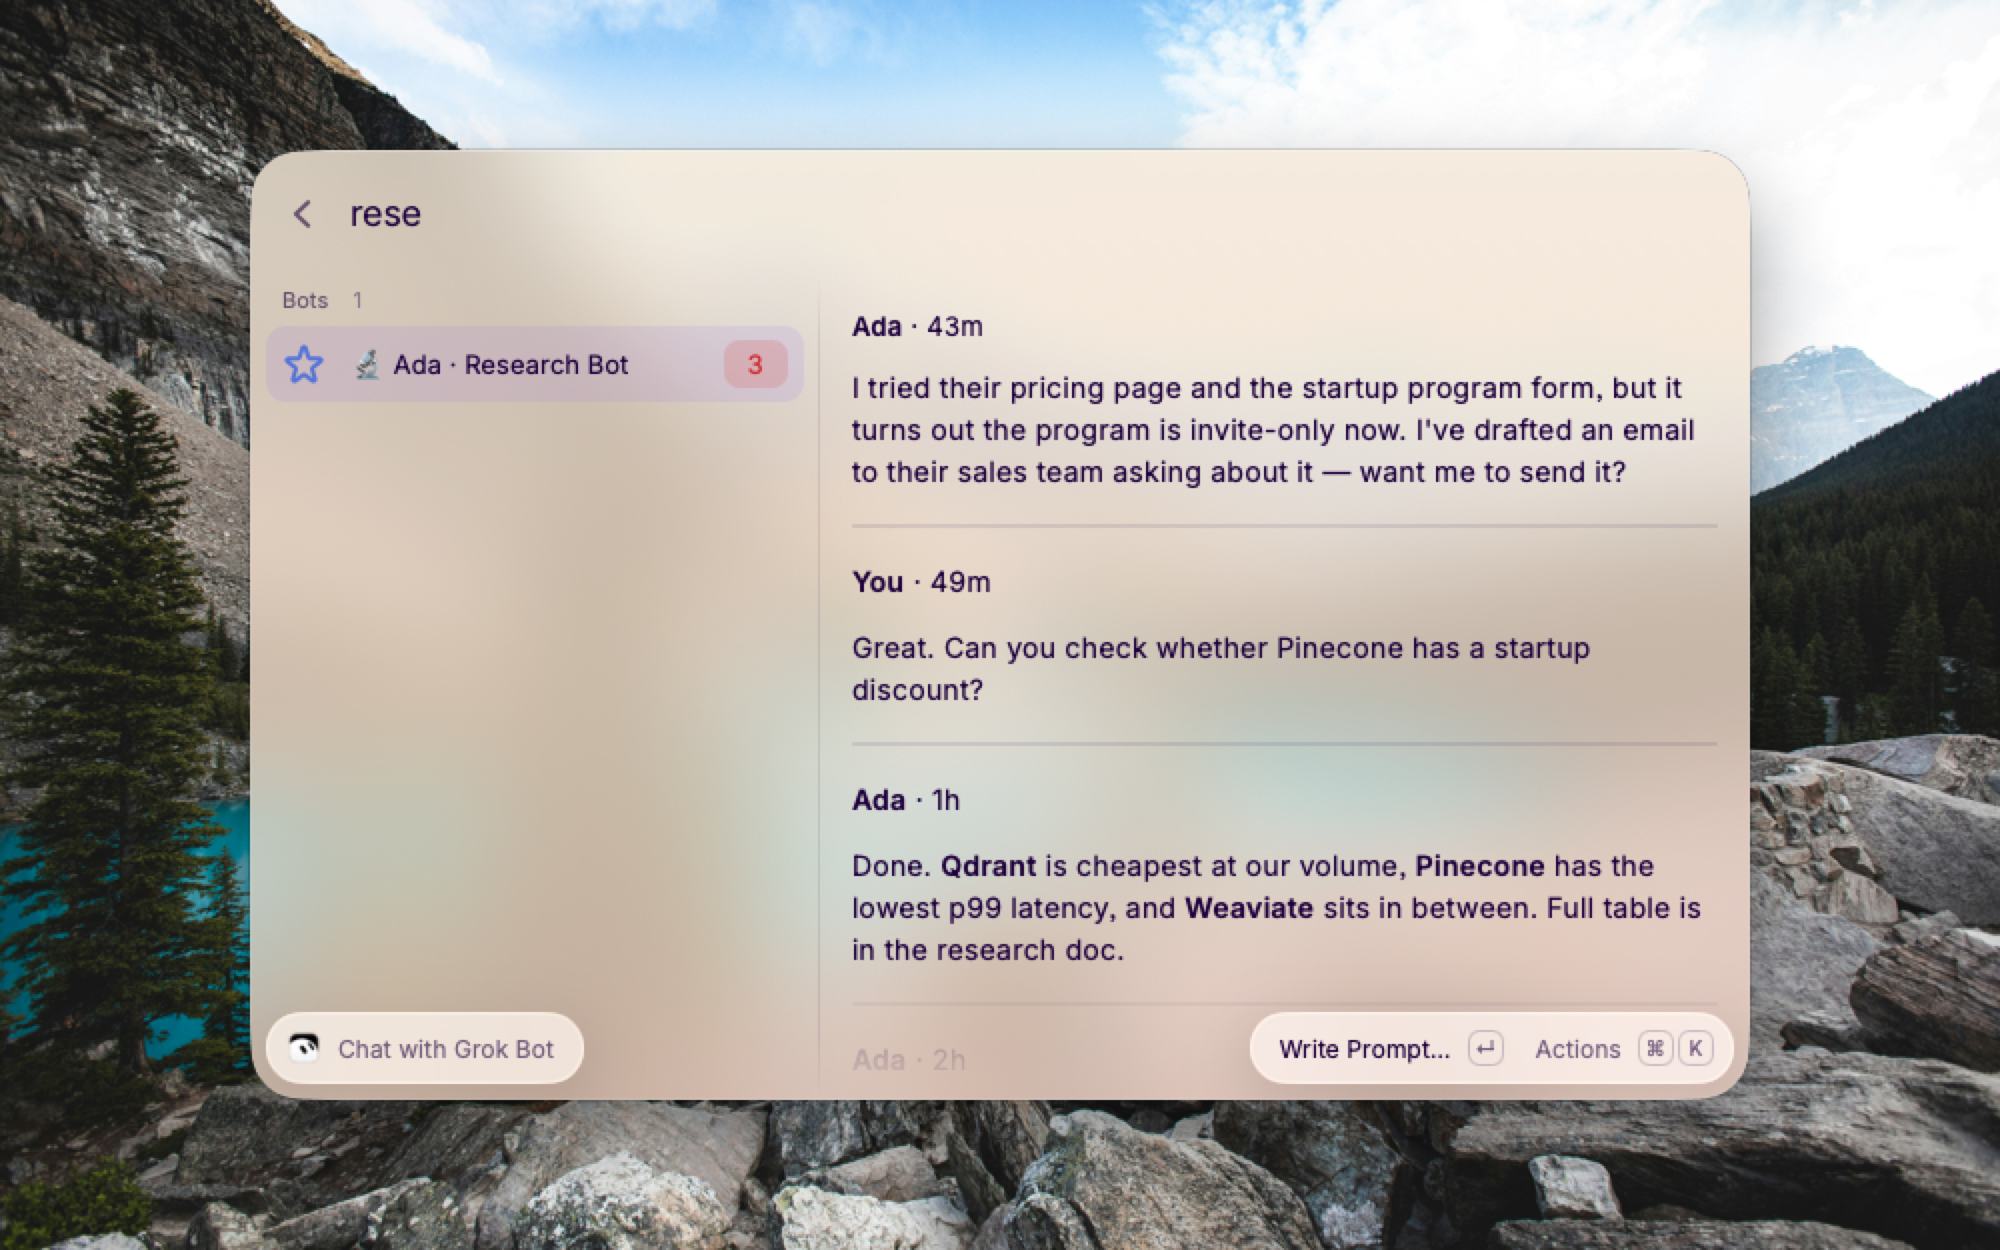 rese
Bots 1
Ada · Research Bot 3
Ada · 43m
I tried their pricing page and the startup program form, but it
turns out the program is invite-only now. I've drafted an email
to their sales team asking about it — want me to send it?
You · 49m
Great. Can you check whether Pinecone has a startup
discount?
Ada · 1h
Done. Qdrant is cheapest at our volume, Pinecone has the
lowest p99 latency, and Weaviate sits in between. Full table is
in the research doc.
Ada · 2h
Chat with Grok Bot
Write Prompt... ↵ Actions ⌘ K